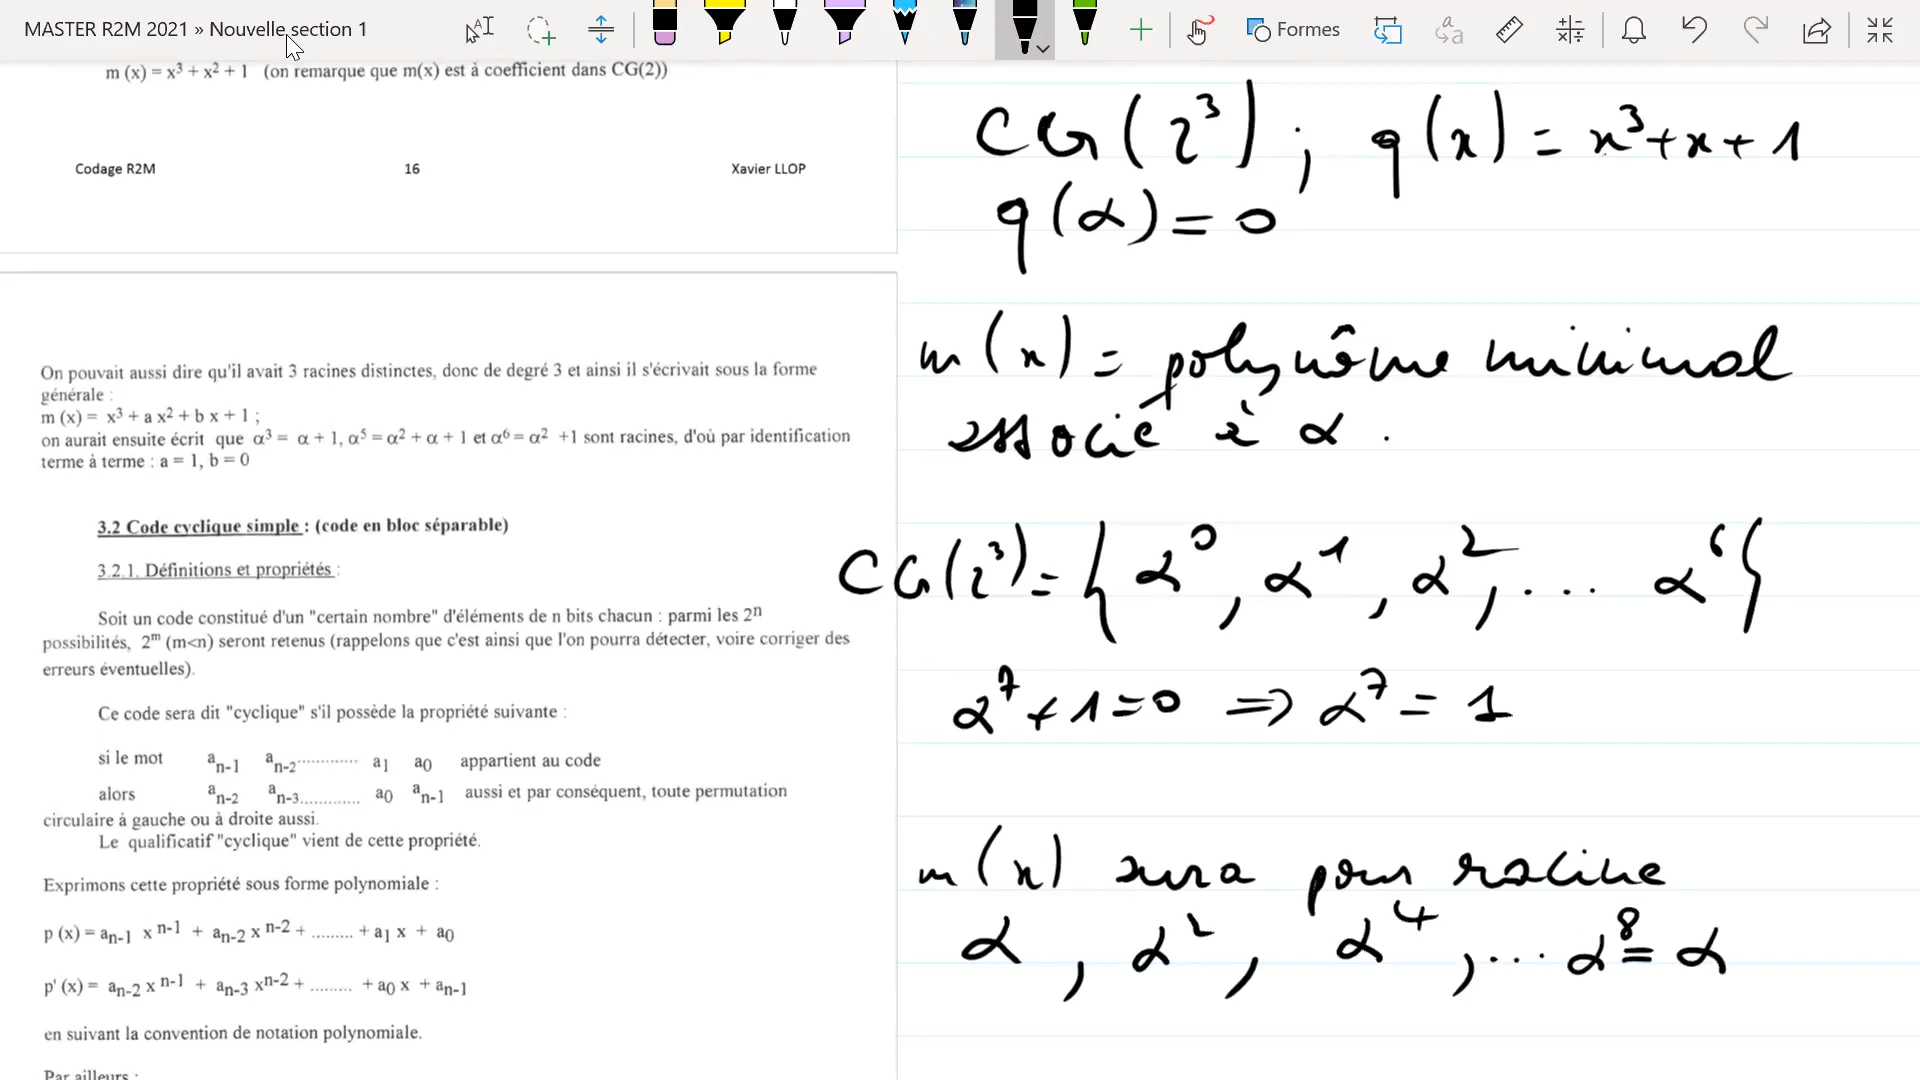 MASTER R2M 2021 » Nouvelle section 1
Formes
m (x) = x³ + x² + 1 (on remarque que m(x) est à coefficient dans CG(2))
Codage R2M 16 Xavier LLOP
On pouvait aussi dire qu'il avait 3 racines distinctes, donc de degré 3 et ainsi il s'écrivait sous la forme
générale :
m (x) = x³ + a x² + b x + 1 ;
on aurait ensuite écrit que α³ = α + 1, α⁵ = α² + α + 1 et α⁶ = α² +1 sont racines, d'où par identification
terme à terme : a = 1, b = 0
3.2 Code cyclique simple : (code en bloc séparable)
3.2.1. Définitions et propriétés :
Soit un code constitué d'un "certain nombre" d'éléments de n bits chacun : parmi les 2ⁿ
possibilités, 2ᵐ (m<n) seront retenus (rappelons que c'est ainsi que l'on pourra détecter, voire corriger des
erreurs éventuelles).
Ce code sera dit "cyclique" s'il possède la propriété suivante :
si le mot a n-1 a n-2 ............ a1 a0 appartient au code
alors a n-2 a n-3............ a0 a n-1 aussi et par conséquent, toute permutation
circulaire à gauche ou à droite aussi.
Le qualificatif "cyclique" vient de cette propriété.
Exprimons cette propriété sous forme polynomiale :
p (x) = an-1 x n-1 + an-2 x n-2 + ......... + a1 x + a0
p' (x) = an-2 x n-1 + an-3 xn-2 + ......... + a0 x + an-1
en suivant la convention de notation polynomiale.
Par ailleurs :
CG(2³) ; q(x) = x³+x+1
q(α) = 0
m(x) = polynôme minimal
associé à α .
CG(2³) = { α⁰, α¹, α², ... α⁶ }
α⁷+1=0 => α⁷ = 1
m(x) aura pour racine
α, α², α⁴, ... α⁸ = α